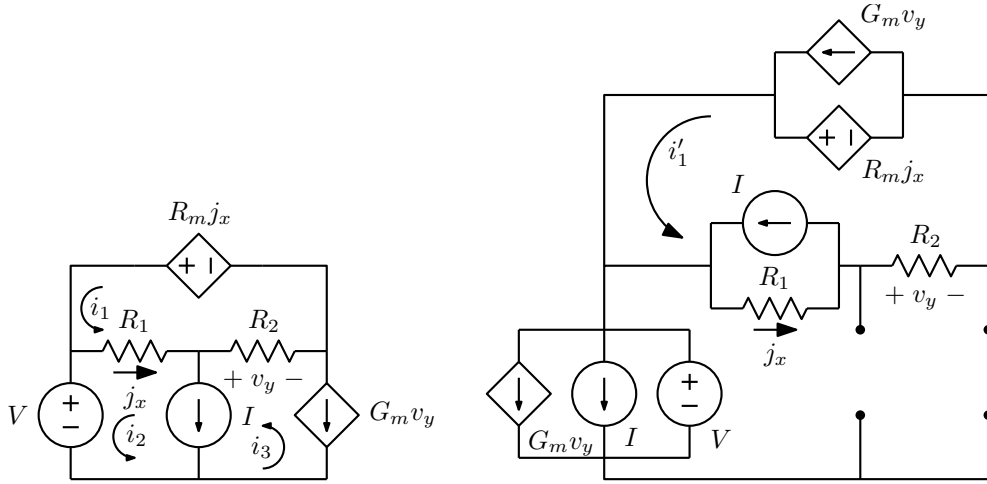 G_m v_y
i'_1
R_m j_x
I
R_m j_x
R_2
R_1
+ v_y −
i_1
R_1
R_2
j_x
+ v_y −
j_x
V
I
G_m v_y
i_2
i_3
G_m v_y
I
V